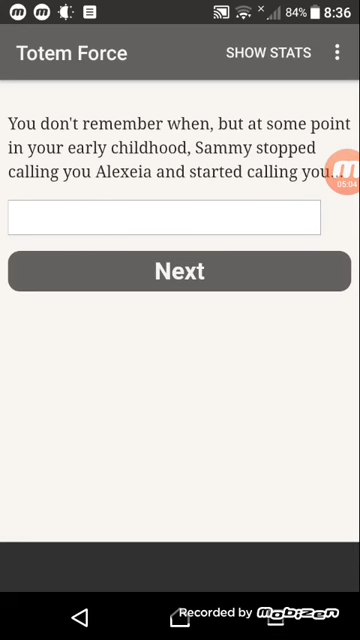 84% 8:36
Totem Force
SHOW STATS
You don't remember when, but at some point
in your early childhood, Sammy stopped
calling you Alexeia and started calling you...
05:04
Next
Recorded by mobizen